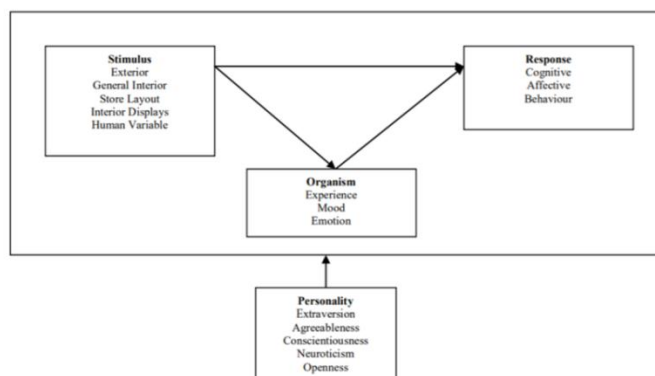 Stimulus
Exterior
General Interior
Store Layout
Interior Displays
Human Variable
Response
Cognitive
Affective
Behaviour
Organism
Experience
Mood
Emotion
Personality
Extraversion
Agreeableness
Conscientiousness
Neuroticism
Openness